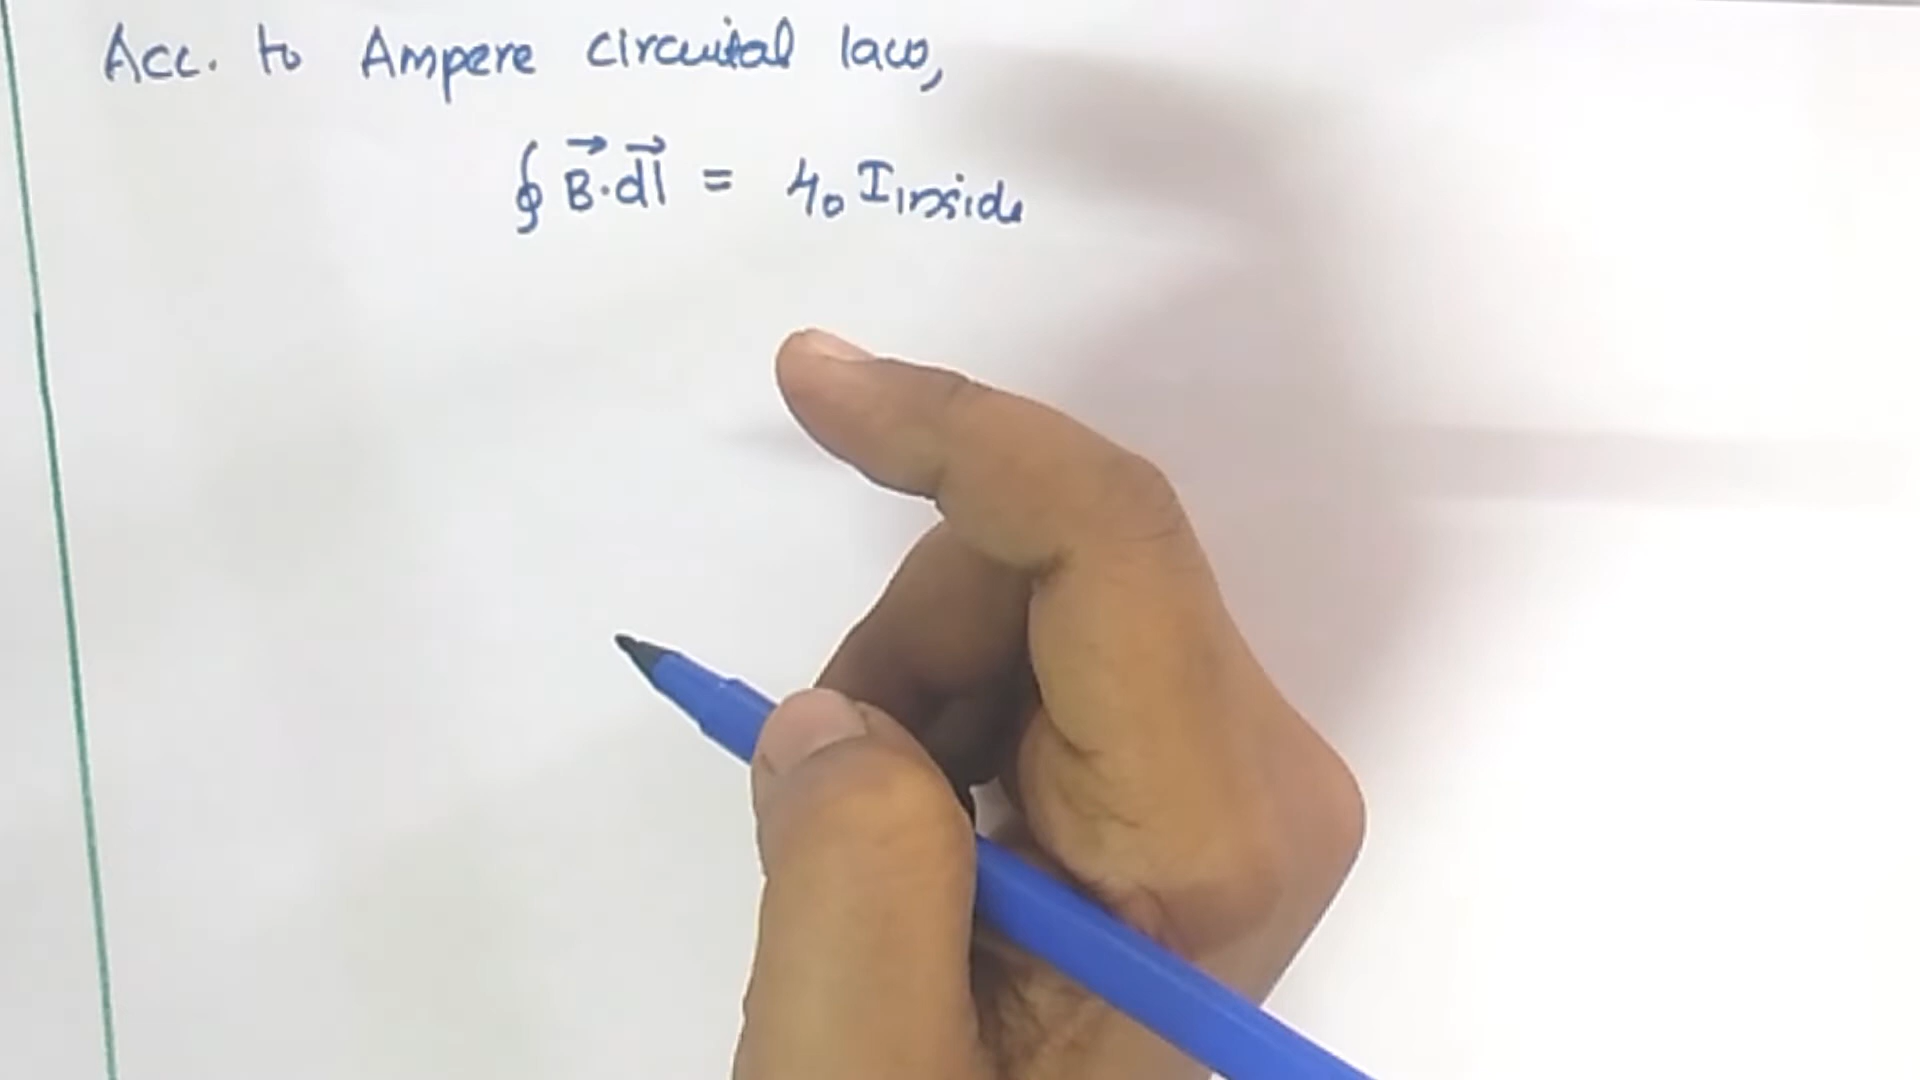 Acc. to Ampere circuital law,
∮ B⃗·dl⃗ = μ₀ I inside